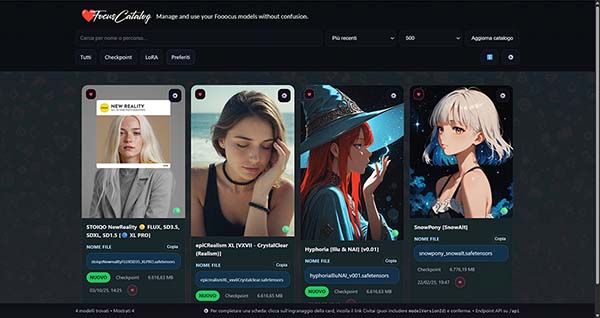 FocusCatalog
Manage and use your Fooocus models without confusion.
Cerca per nome o percorso...
Più recenti
500
Aggiorna catalogo
Tutti
Checkpoint
LoRA
Preferiti
NEW REALITY
STOIQO NewReality 🟡 FLUX, SD3.5,
SDXL, SD1.5 [🔵 XL PRO]
NOME FILE
Copia
NUOVO
Checkpoint
6.616,63 MB
03/10/25, 14:25
epiCRealism XL [VXVII - CrystalClear
(Realism)]
NOME FILE
Copia
NUOVO
Checkpoint
6.616,65 MB
Hyphoria [Illu & NAI] [v0.01]
NOME FILE
Copia
hyphoriaIlluNAI_v001.safetensors
NUOVO
Checkpoint
6.616,63 MB
SnowPony [SnowAlt]
NOME FILE
Copia
snowpony_snowalt.safetensors
Checkpoint
6.776,19 MB
22/02/25, 19:47
4 modelli trovati • Mostrati 4
Per completare una scheda: clicca sull'ingranaggio della card, incolla il link Civitai (puoi includere modelVersionId) e conferma. • Endpoint API su /api